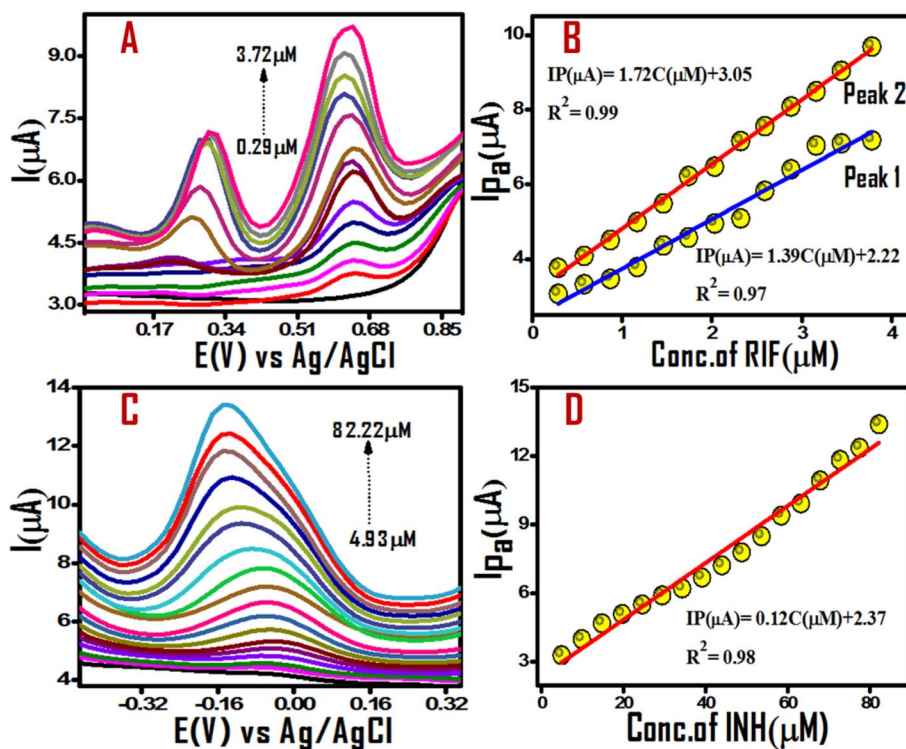 A
3.72μM
0.29μM
9.0
7.5
6.0
4.5
3.0
I(μA)
0.17 0.34 0.51 0.68 0.85
E(V) vs Ag/AgCl
B
IP(μA)= 1.72C(μM)+3.05
R²= 0.99
Peak 2
Peak 1
IP(μA)= 1.39C(μM)+2.22
R²= 0.97
10
8
6
4
Ipa(μA)
0 1 2 3 4
Conc.of RIF(μM)
C
82.22μM
4.93μM
14
12
10
8
6
4
I(μA)
-0.32 -0.16 0.00 0.16 0.32
E(V) vs Ag/AgCl
D
IP(μA)= 0.12C(μM)+2.37
R²= 0.98
15
12
9
6
3
Ipa(μA)
0 20 40 60 80
Conc.of INH(μM)